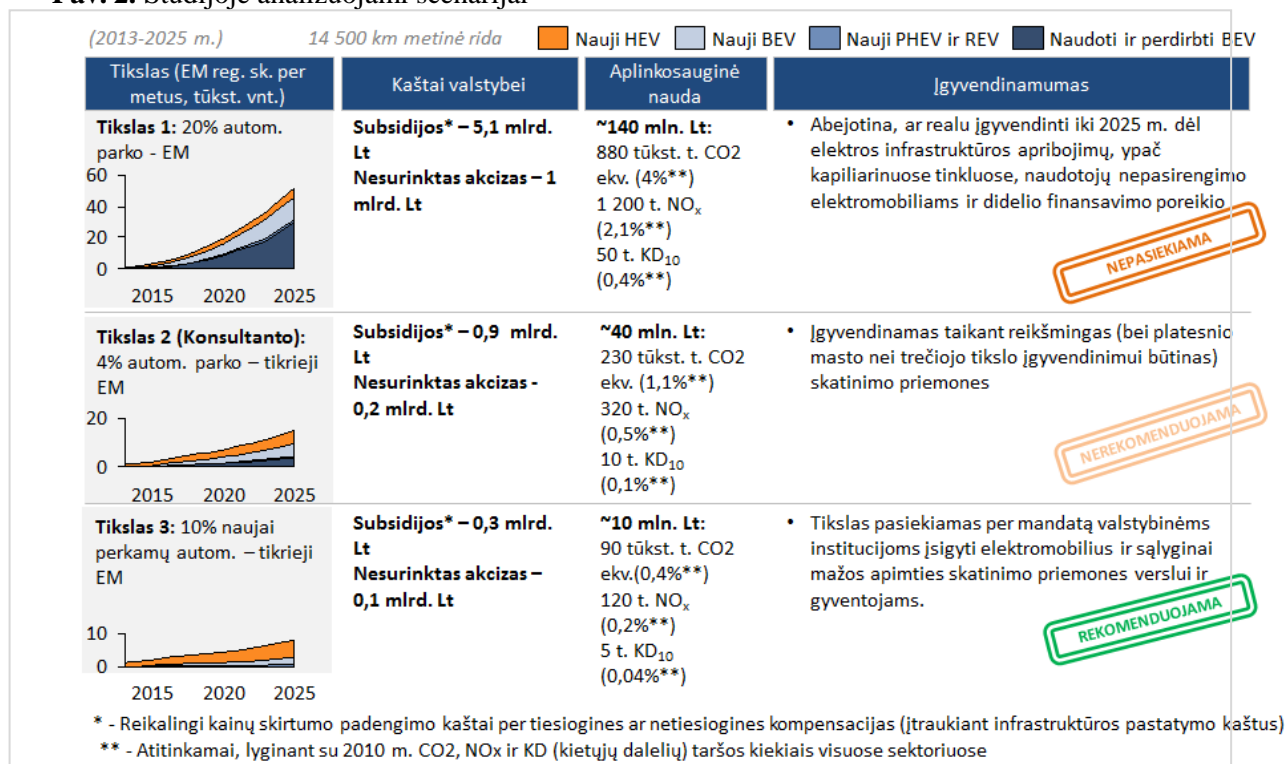 Pav. 2. Studijoje analizuojami scenarijai
(2013-2025 m.) 14 500 km metinė rida Nauji HEV Nauji BEV Nauji PHEV ir REV Naudoti ir perdirbti BEV
Tikslas (EM reg. sk. per
metus, tūkst. vnt.)
Kaštai valstybei
Aplinkosauginė
nauda
Įgyvendinamumas
Tikslas 1: 20% autom.
parko - EM
60
40
20
0
2015 2020 2025
Subsidijos* – 5,1 mlrd.
Lt
Nesurinktas akcizas – 1
mlrd. Lt
~140 mln. Lt:
880 tūkst. t. CO2
ekv. (4%**)
1 200 t. NOx
(2,1%**)
50 t. KD10
(0,4%**)
• Abejotina, ar realu įgyvendinti iki 2025 m. dėl
elektros infrastruktūros apribojimų, ypač
kapiliarinuose tinkluose, naudotojų nepasirengimo
elektromobiliams ir didelio finansavimo poreikio
NEPASIEKIAMA
Tikslas 2 (Konsultanto):
4% autom. parko – tikrieji
EM
20
0
2015 2020 2025
Subsidijos* – 0,9 mlrd.
Lt
Nesurinktas akcizas -
0,2 mlrd. Lt
~40 mln. Lt:
230 tūkst. t. CO2
ekv. (1,1%**)
320 t. NOx
(0,5%**)
10 t. KD10
(0,1%**)
• Įgyvendinamas taikant reikšmingas (bei platesnio
masto nei trečiojo tikslo įgyvendinimui būtinas)
skatinimo priemones
NEREKOMENDUOJAMA
Tikslas 3: 10% naujai
perkamų autom. – tikrieji
EM
10
0
2015 2020 2025
Subsidijos* – 0,3 mlrd.
Lt
Nesurinktas akcizas –
0,1 mlrd. Lt
~10 mln. Lt:
90 tūkst. t. CO2
ekv.(0,4%**)
120 t. NOx
(0,2%**)
5 t. KD10
(0,04%**)
• Tikslas pasiekiamas per mandatą valstybinėms
institucijoms įsigyti elektromobilius ir sąlyginai
mažos apimties skatinimo priemones verslui ir
gyventojams.
REKOMENDUOJAMA
* - Reikalingi kainų skirtumo padengimo kaštai per tiesiogines ar netiesiogines kompensacijas (įtraukiant infrastruktūros pastatymo kaštus)
** - Atitinkamai, lyginant su 2010 m. CO2, NOx ir KD (kietųjų dalelių) taršos kiekiais visuose sektoriuose